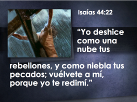 Isaías 44:22
“Yo deshice
como una
nube tus
rebeliones, y como niebla tus
pecados; vuélvete a mí,
porque yo te redimí.”